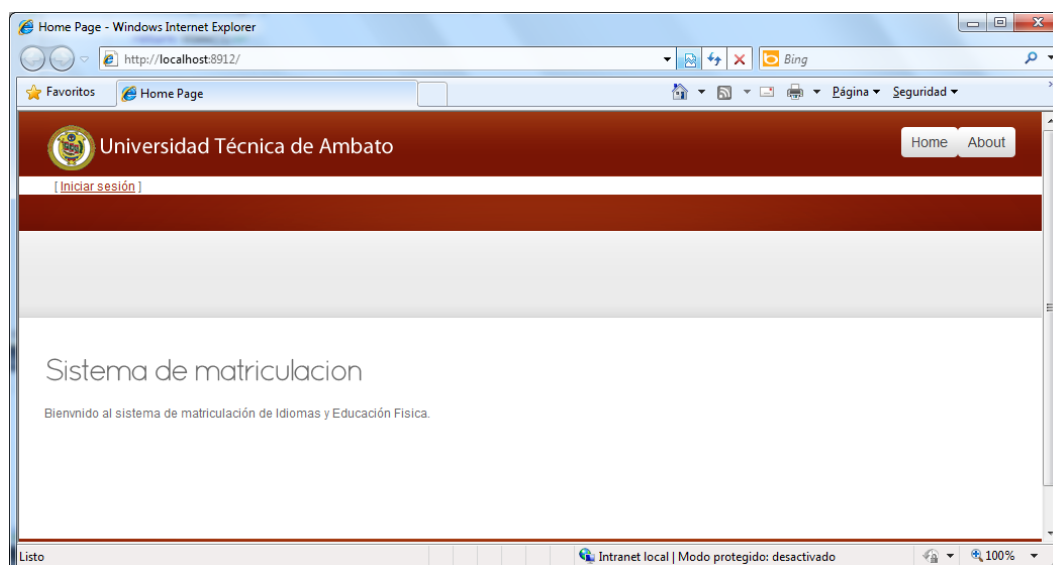 Home Page - Windows Internet Explorer
http://localhost:8912/
Bing
Favoritos
Home Page
Página
Seguridad
Universidad Técnica de Ambato
Home
About
[ Iniciar sesión ]
Sistema de matriculacion
Bienvnido al sistema de matriculación de Idiomas y Educación Fisica.
Listo
Intranet local | Modo protegido: desactivado
100%